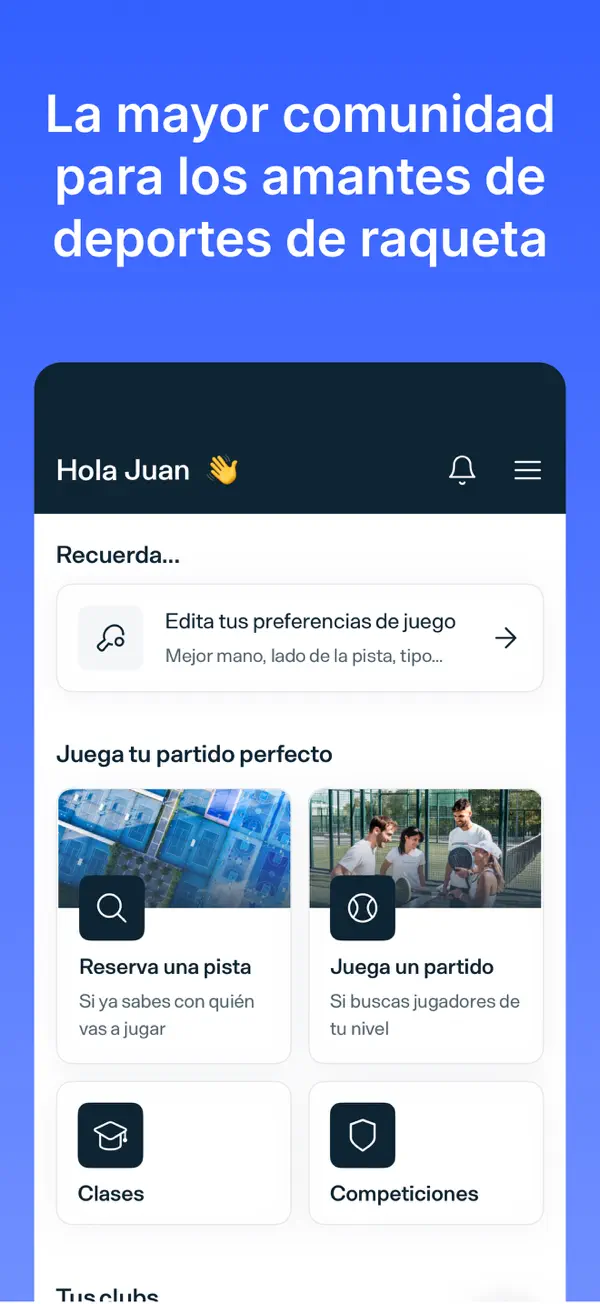 La mayor comunidad
para los amantes de
deportes de raqueta
Hola Juan 👋
Recuerda...
Edita tus preferencias de juego
Mejor mano, lado de la pista, tipo...
Juega tu partido perfecto
Reserva una pista
Si ya sabes con quién
vas a jugar
Juega un partido
Si buscas jugadores de
tu nivel
Clases
Competiciones
Tus clubs